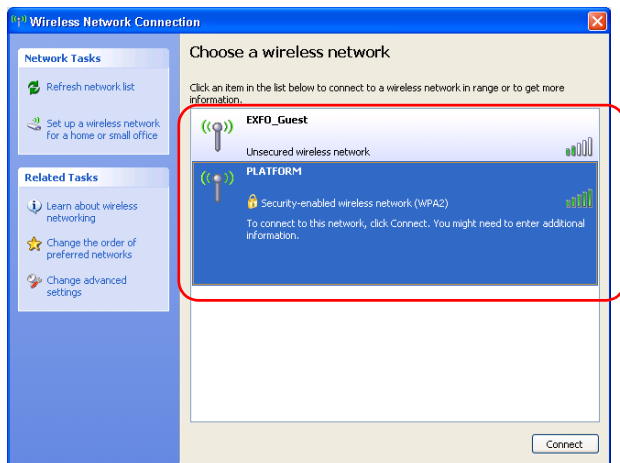 Wireless Network Connection
Network Tasks
Refresh network list
Set up a wireless network
for a home or small office
Related Tasks
Learn about wireless
networking
Change the order of
preferred networks
Change advanced
settings
Choose a wireless network
Click an item in the list below to connect to a wireless network in range or to get more
information.
EXFO_Guest
Unsecured wireless network
PLATFORM
Security-enabled wireless network (WPA2)
To connect to this network, click Connect. You might need to enter additional
information.
Connect